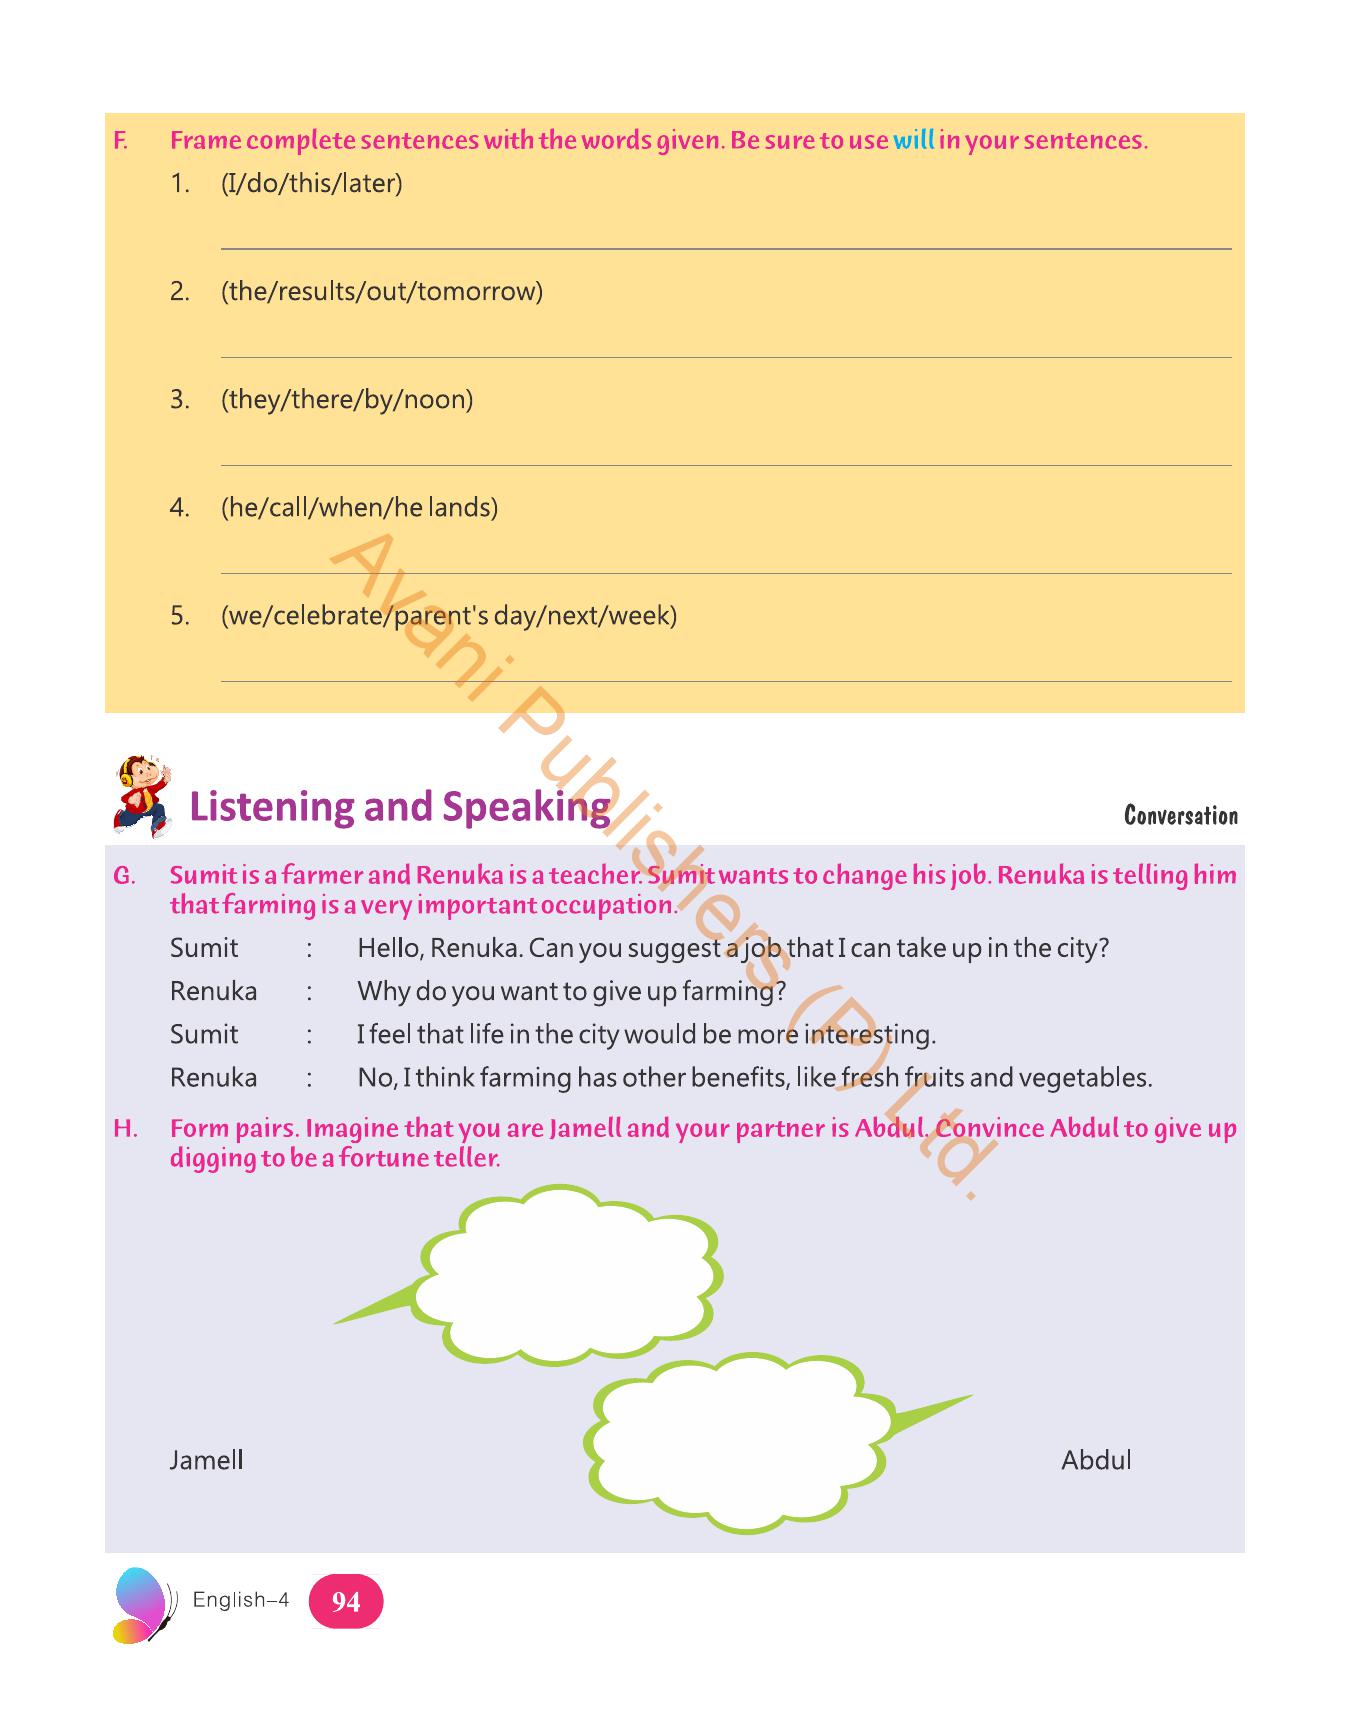 F. Frame complete sentences with the words given. Be sure to use will in your sentences.
1. (I/do/this/later)
2. (the/results/out/tomorrow)
3. (they/there/by/noon)
4. (he/call/when/he lands)
5. (we/celebrate/parent's day/next/week)
Avani Publishers (P) Ltd.
Listening and Speaking
Conversation
G. Sumit is a farmer and Renuka is a teacher. Sumit wants to change his job. Renuka is telling him
that farming is a very important occupation.
Sumit : Hello, Renuka. Can you suggest a job that I can take up in the city?
Renuka : Why do you want to give up farming?
Sumit : I feel that life in the city would be more interesting.
Renuka : No, I think farming has other benefits, like fresh fruits and vegetables.
H. Form pairs. Imagine that you are Jamell and your partner is Abdul. Convince Abdul to give up
digging to be a fortune teller.
Jamell Abdul
English–4 94